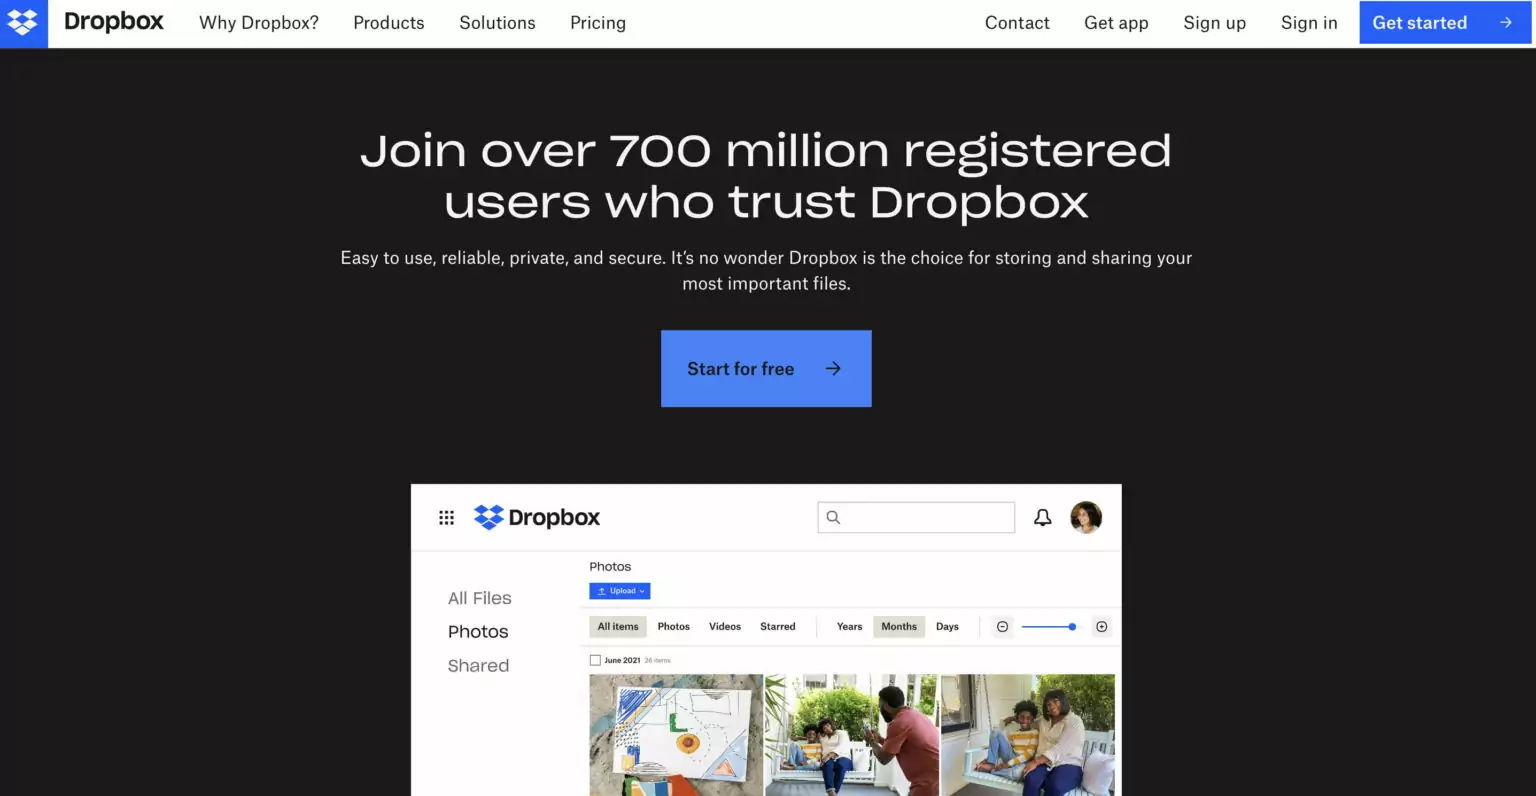 Dropbox
Why Dropbox?
Products
Solutions
Pricing
Contact
Get app
Sign up
Sign in
Get started
Join over 700 million registered
users who trust Dropbox
Easy to use, reliable, private, and secure. It’s no wonder Dropbox is the choice for storing and sharing your
most important files.
Start for free
Dropbox
All Files
Photos
Shared
Photos
Upload
All items
Photos
Videos
Starred
Years
Months
Days
June 2021 26 items